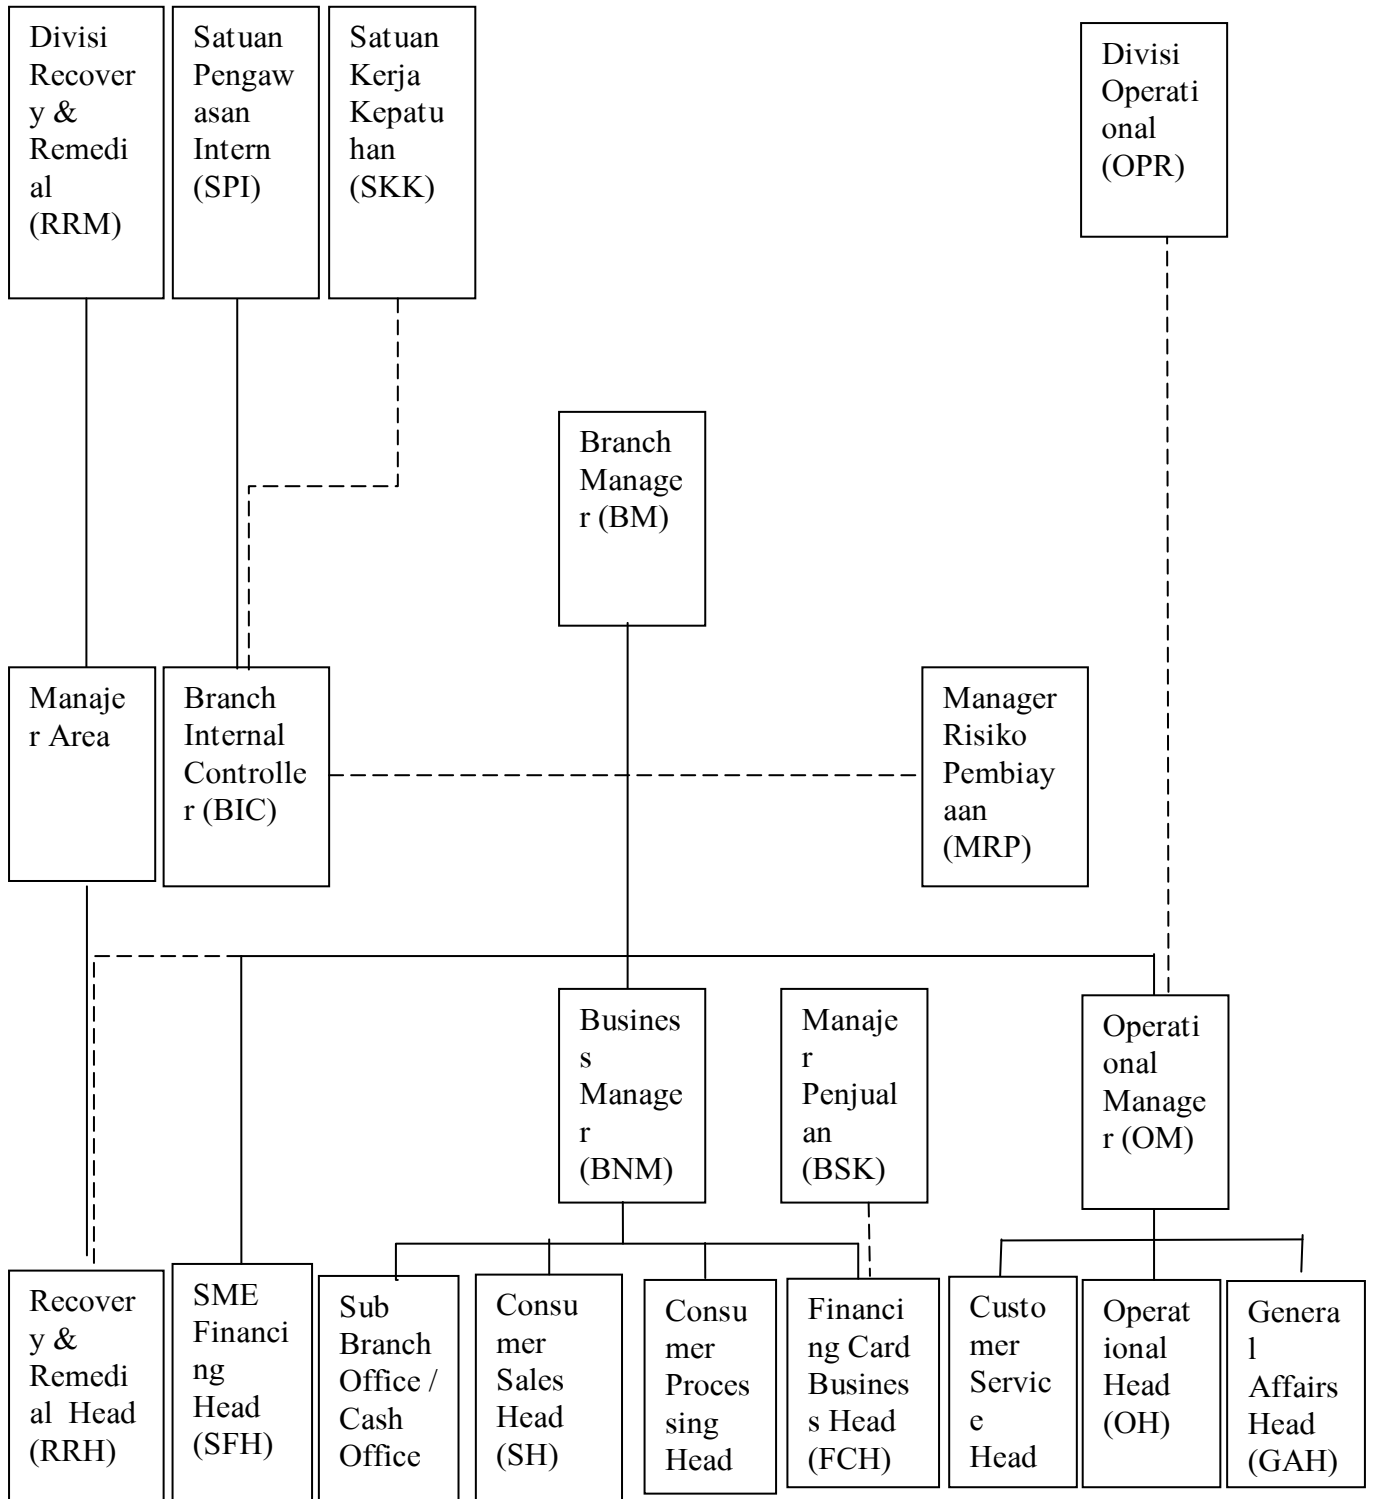 Divisi
Recover
y &
Remedi
al
(RRM)
Satuan
Pengaw
asan
Intern
(SPI)
Satuan
Kerja
Kepatu
han
(SKK)
Divisi
Operati
onal
(OPR)
Branch
Manage
r (BM)
Manaje
r Area
Branch
Internal
Controlle
r (BIC)
Manager
Risiko
Pembiay
aan
(MRP)
Busines
s
Manage
r
(BNM)
Manaje
r
Penjual
an
(BSK)
Operati
onal
Manage
r (OM)
Recover
y &
Remedi
al Head
(RRH)
SME
Financi
ng
Head
(SFH)
Sub
Branch
Office /
Cash
Office
Consu
mer
Sales
Head
(SH)
Consu
mer
Proces
sing
Head
Financi
ng Card
Busines
s Head
(FCH)
Custo
mer
Servic
e
Head
Operat
ional
Head
(OH)
Genera
l
Affairs
Head
(GAH)